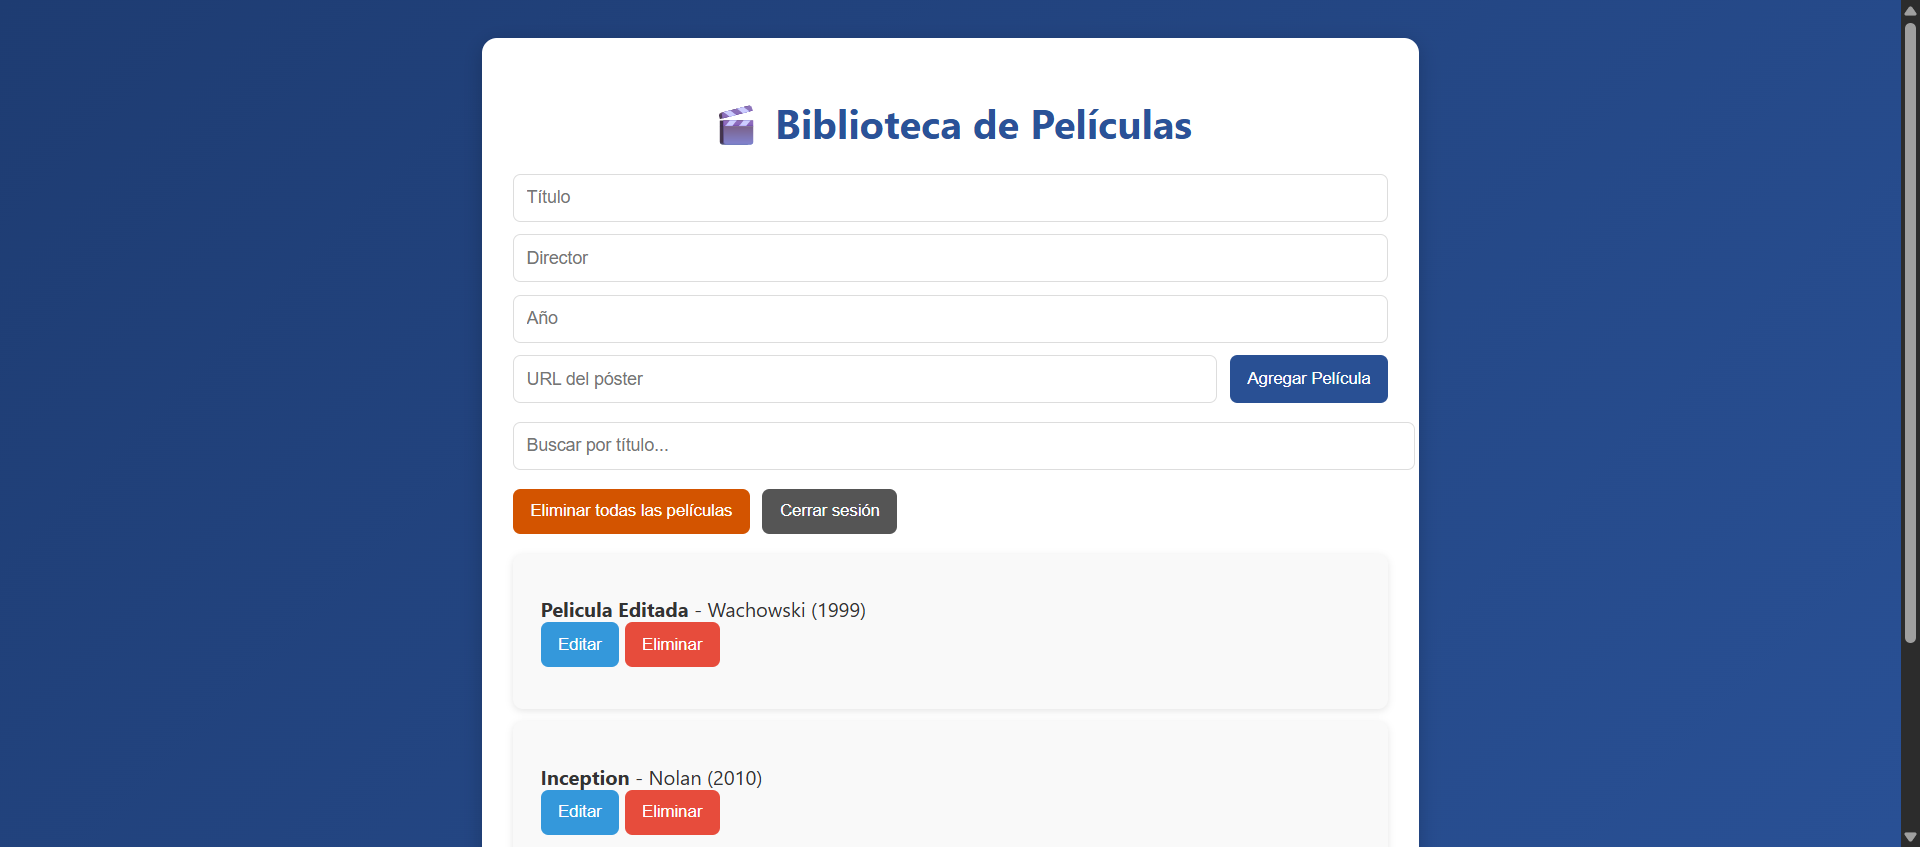 Biblioteca de Películas
Título
Director
Año
URL del póster Agregar Película
Buscar por título...
Eliminar todas las películas Cerrar sesión
Pelicula Editada - Wachowski (1999)
Editar Eliminar
Inception - Nolan (2010)
Editar Eliminar